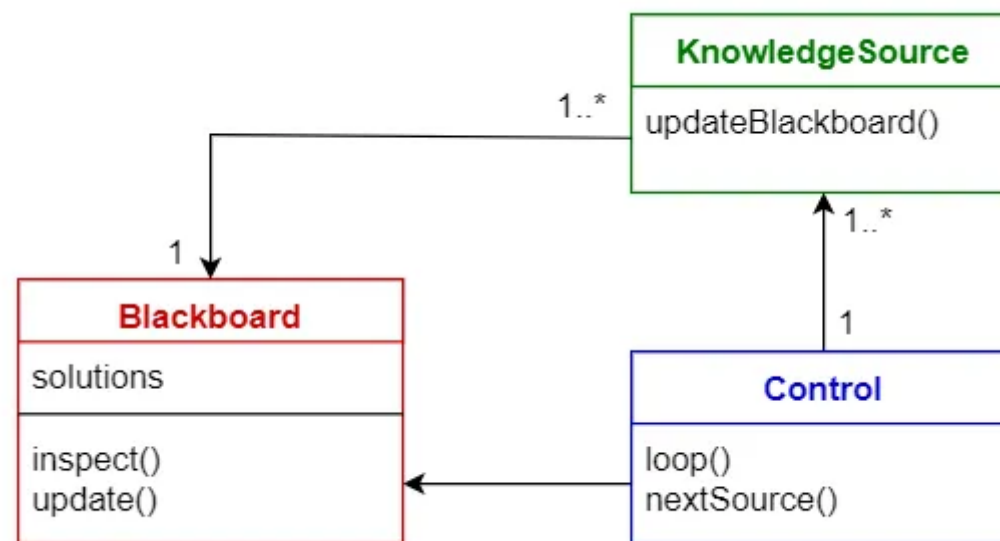 KnowledgeSource
updateBlackboard()
1..*
1
1..*
1
Blackboard
solutions
inspect()
update()
Control
loop()
nextSource()